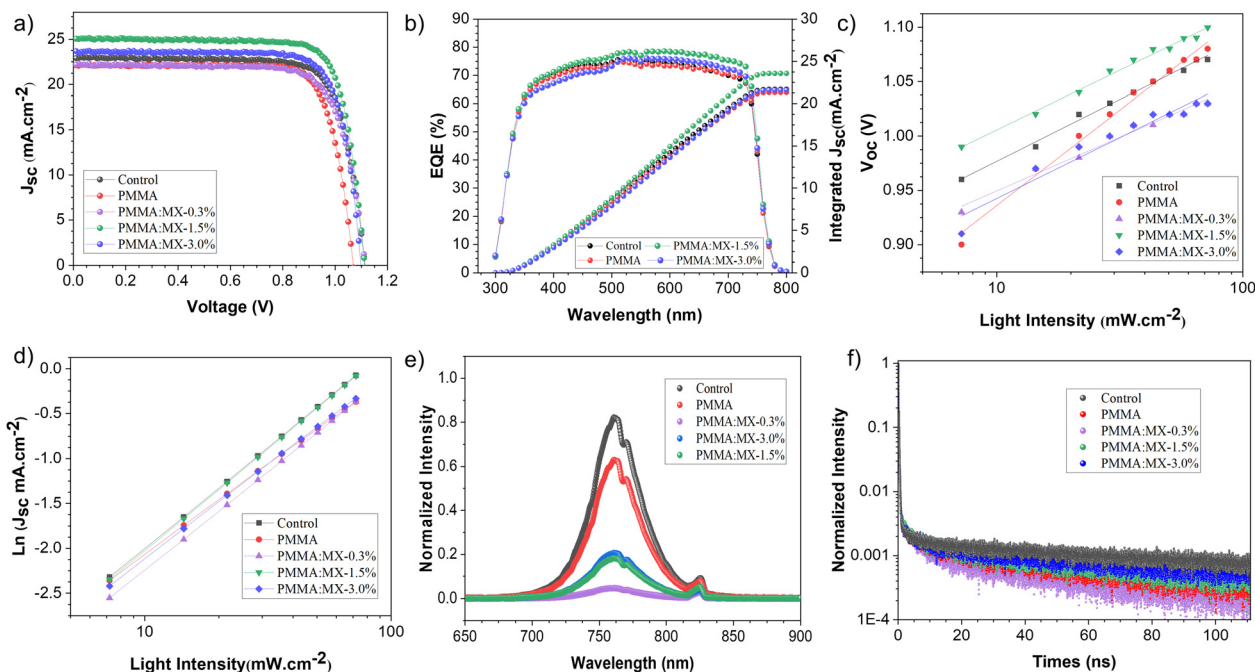 a)
25
20
15
10
5
0
0.0 0.2 0.4 0.6 0.8 1.0 1.2
Jsc (mA.cm-2)
Voltage (V)
Control
PMMA
PMMA:MX-0.3%
PMMA:MX-1.5%
PMMA:MX-3.0%
b)
90
80
70
60
50
40
30
20
10
0
300 400 500 600 700 800
30
25
20
15
10
5
0
EQE (%)
Integrated Jsc(mA.cm-2)
Wavelength (nm)
Control PMMA:MX-1.5%
PMMA PMMA:MX-3.0%
c)
1.10
1.05
1.00
0.95
0.90
10 100
Voc (V)
Light Intensity (mW.cm-2)
Control
PMMA
PMMA:MX-0.3%
PMMA:MX-1.5%
PMMA:MX-3.0%
d)
0.0
-0.5
-1.0
-1.5
-2.0
-2.5
10 100
Ln (Jsc mA.cm-2)
Light Intensity(mW.cm-2)
Control
PMMA
PMMA:MX-0.3%
PMMA:MX-1.5%
PMMA:MX-3.0%
e)
1.0
0.8
0.6
0.4
0.2
0.0
650 700 750 800 850 900
Normalized Intensity
Wavelength (nm)
Control
PMMA
PMMA:MX-0.3%
PMMA:MX-3.0%
PMMA:MX-1.5%
f)
1
0.1
0.01
0.001
1E-4
0 20 40 60 80 100
Normalized Intensity
Times (ns)
Control
PMMA
PMMA:MX-0.3%
PMMA:MX-1.5%
PMMA:MX-3.0%